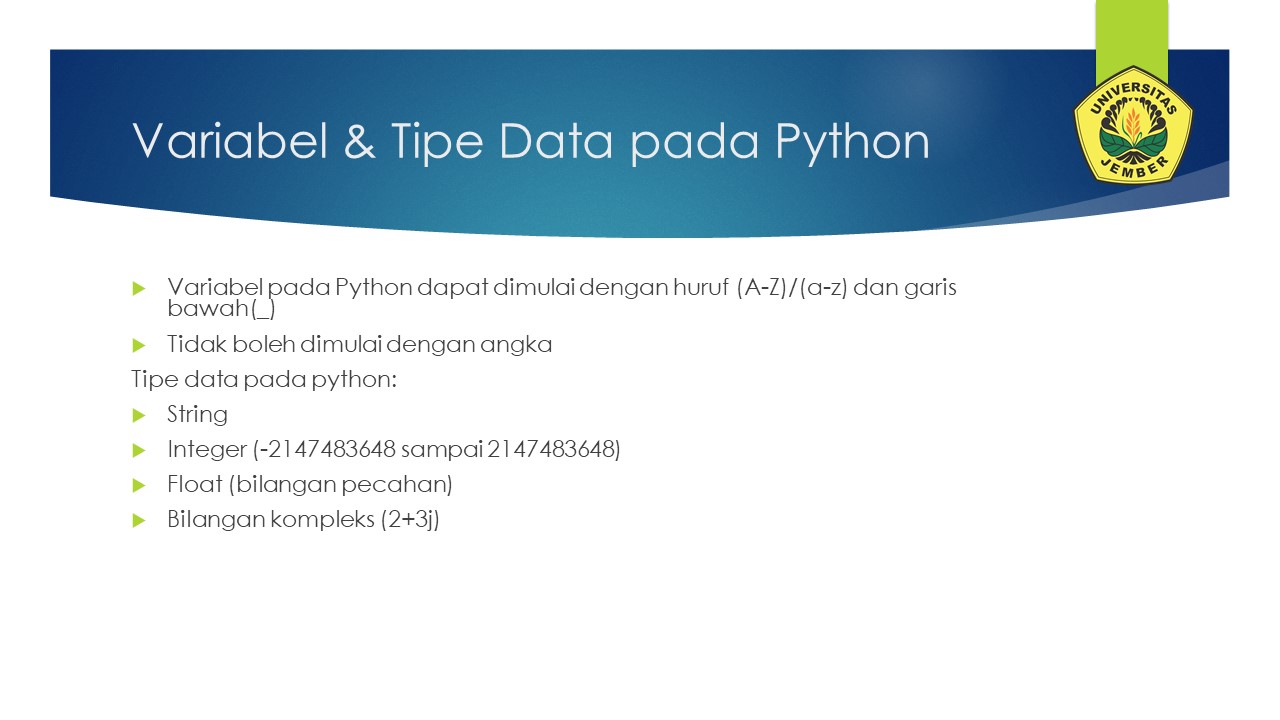 UNIVERSITAS
JEMBER
Variabel & Tipe Data pada Python
Variabel pada Python dapat dimulai dengan huruf (A-Z)/(a-z) dan garis
bawah(_)
Tidak boleh dimulai dengan angka
Tipe data pada python:
String
Integer (-2147483648 sampai 2147483648)
Float (bilangan pecahan)
Bilangan kompleks (2+3j)